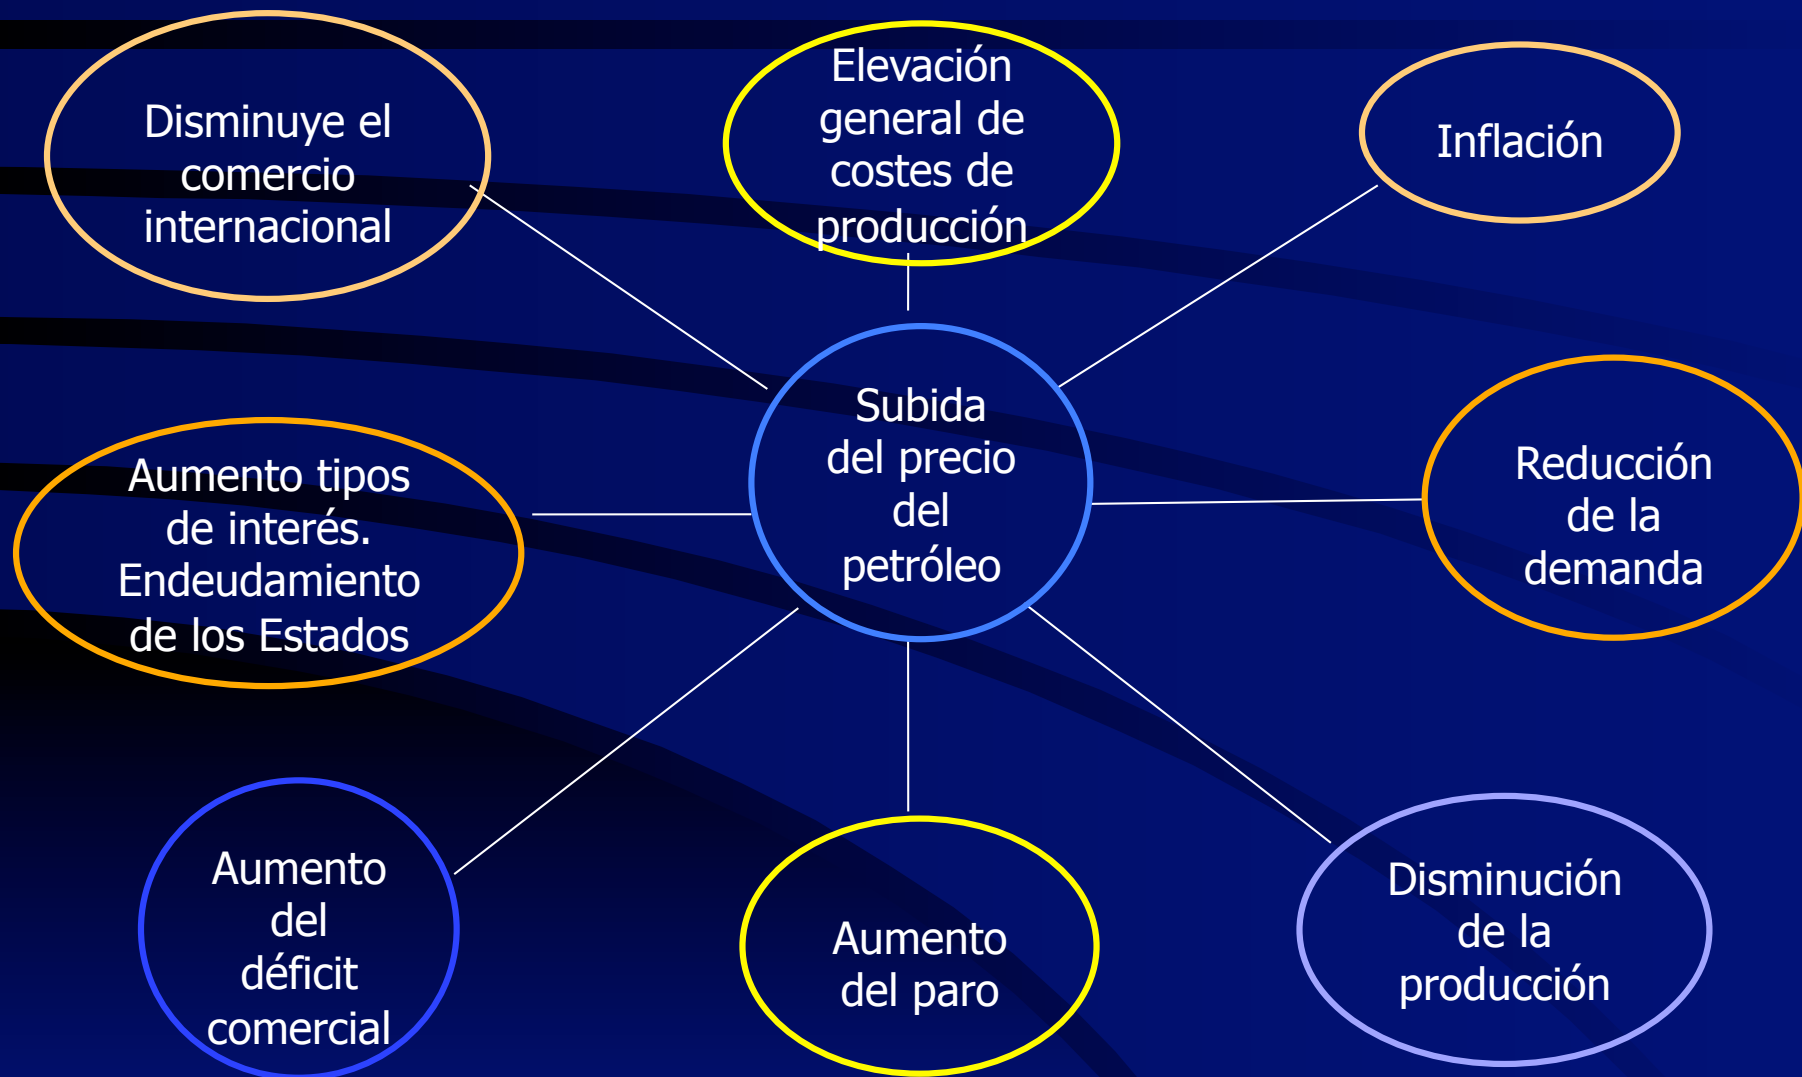 Disminuye el
comercio
internacional
Elevación
general de
costes de
producción
Inflación
Aumento tipos
de interés.
Endeudamiento
de los Estados
Subida
del precio
del
petróleo
Reducción
de la
demanda
Aumento
del
déficit
comercial
Aumento
del paro
Disminución
de la
producción